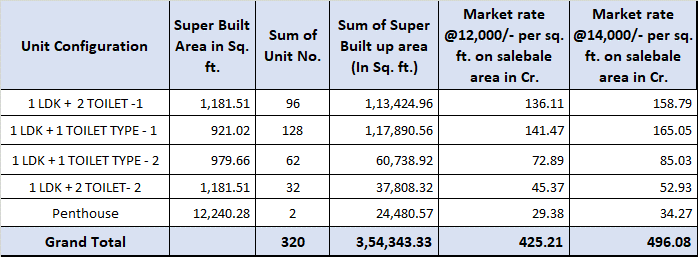 Unit Configuration | Super Built Area in Sq. ft. | Sum of Unit No. | Sum of Super Built up area (In Sq. ft.) | Market rate @12,000/- per sq. ft. on salebale area in Cr. | Market rate @14,000/- per sq. ft. on salebale area in Cr.
1 LDK + 2 TOILET -1 | 1,181.51 | 96 | 1,13,424.96 | 136.11 | 158.79
1 LDK + 1 TOILET TYPE - 1 | 921.02 | 128 | 1,17,890.56 | 141.47 | 165.05
1 LDK + 1 TOILET TYPE - 2 | 979.66 | 62 | 60,738.92 | 72.89 | 85.03
1 LDK + 2 TOILET- 2 | 1,181.51 | 32 | 37,808.32 | 45.37 | 52.93
Penthouse | 12,240.28 | 2 | 24,480.57 | 29.38 | 34.27
Grand Total | 320 | 3,54,343.33 | 425.21 | 496.08